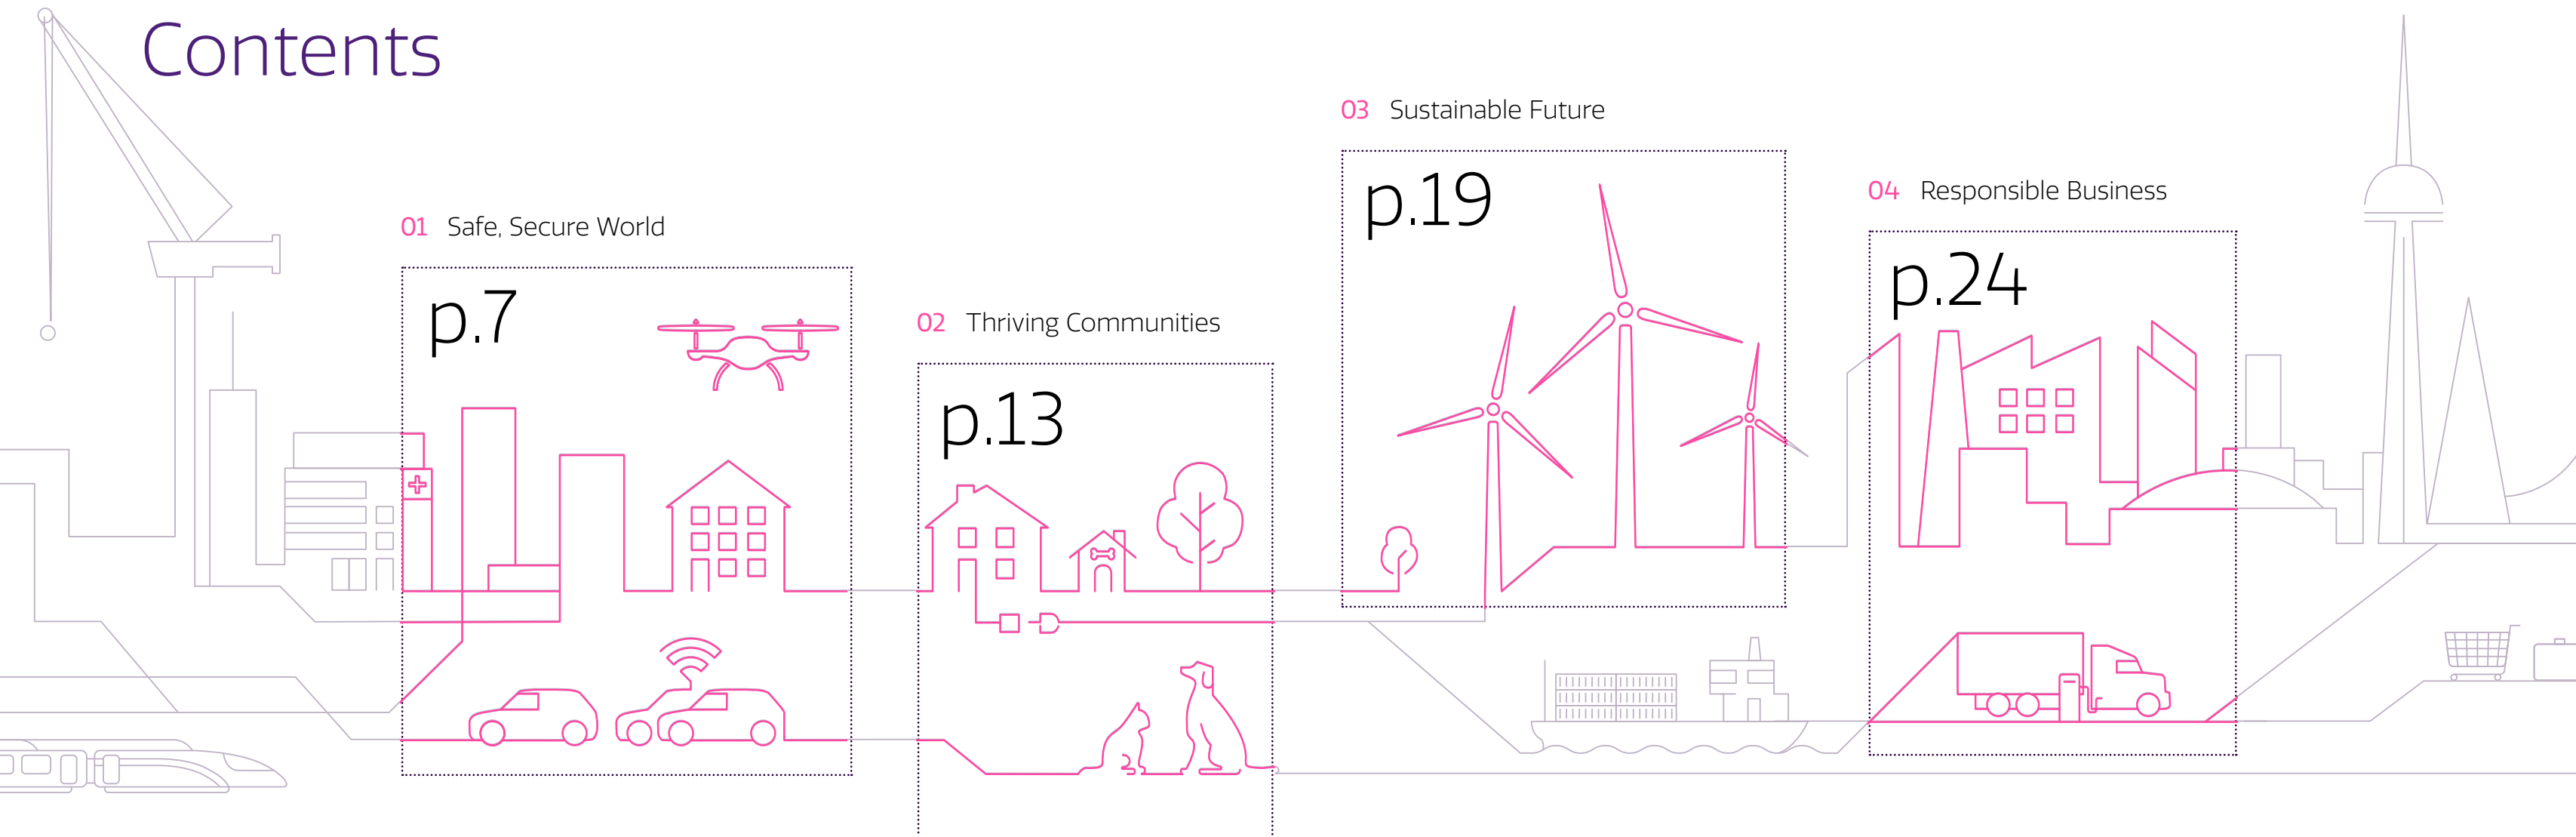 Contents
01 Safe, Secure World
p.7
02 Thriving Communities
p.13
03 Sustainable Future
p.19
04 Responsible Business
p.24